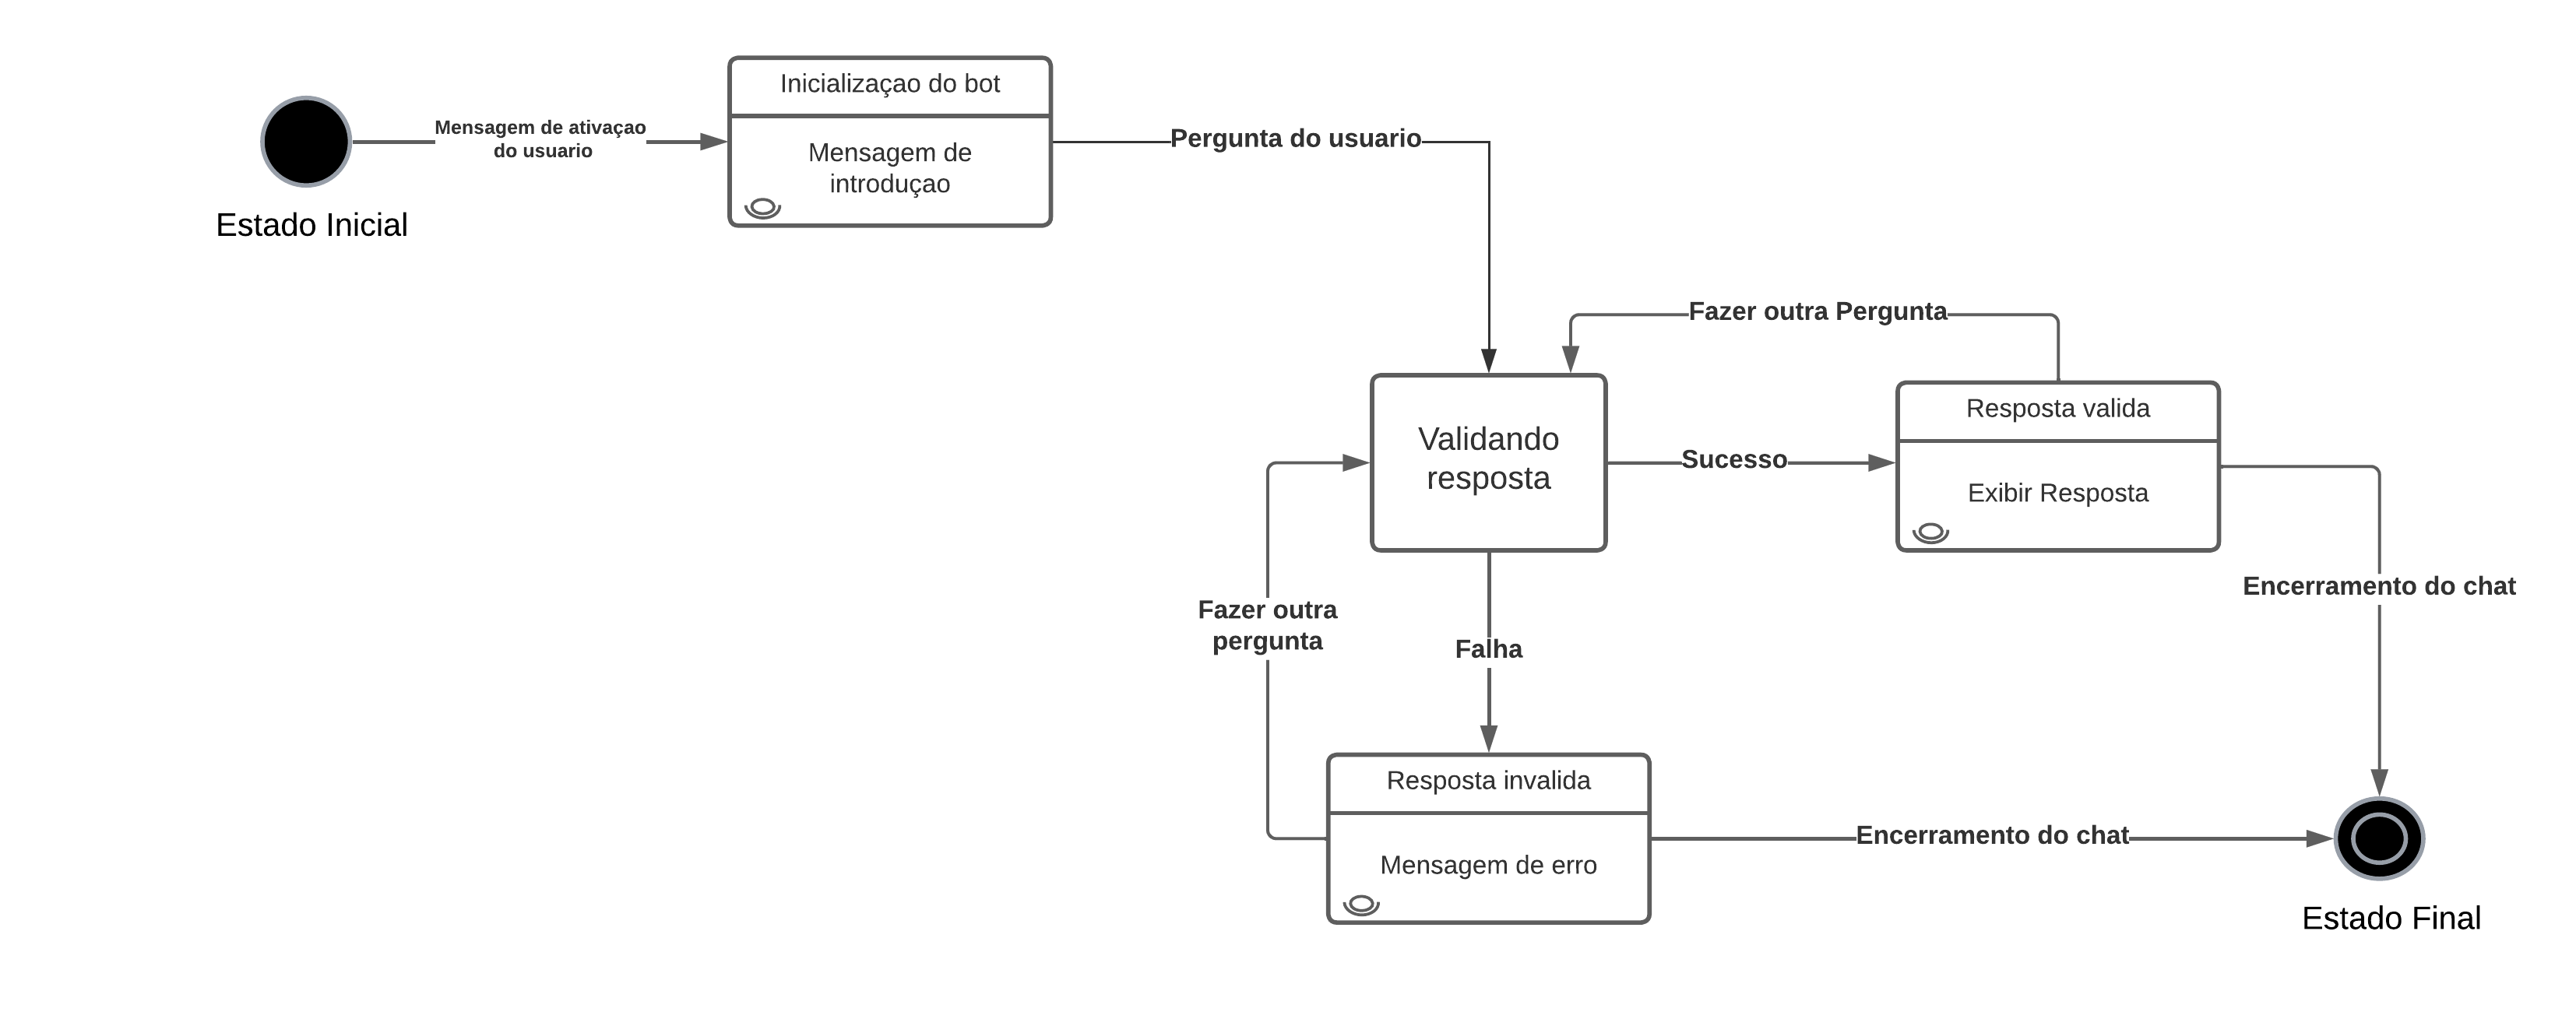 Inicializaçao do bot
Mensagem de ativaçao
do usuario
Pergunta do usuario
Mensagem de
introduçao
Estado Inicial
Fazer outra Pergunta
Resposta valida
Validando
resposta
Sucesso
Exibir Resposta
Encerramento do chat
Fazer outra
pergunta
Falha
Resposta invalida
Encerramento do chat
Mensagem de erro
Estado Final